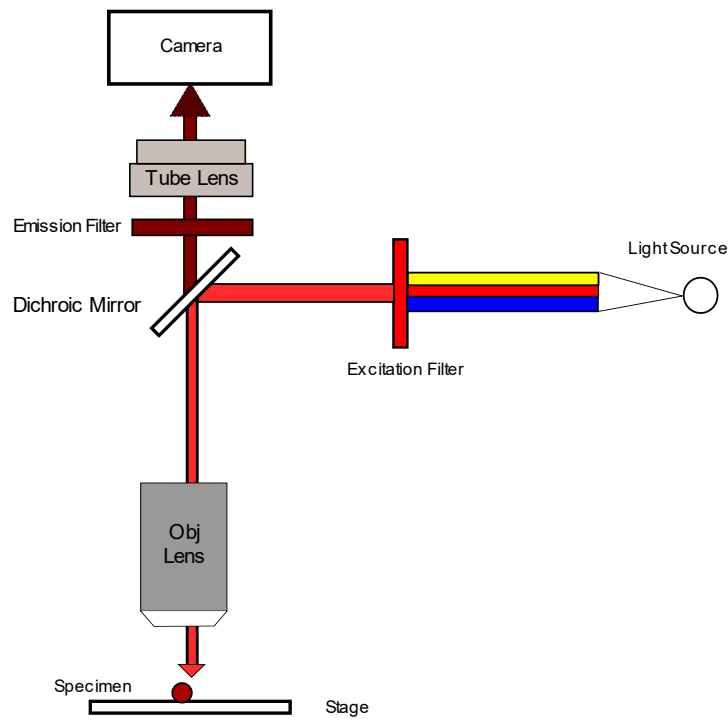 Camera
Tube Lens
Emission Filter
Light Source
Dichroic Mirror
Excitation Filter
Obj
Lens
Specimen
Stage